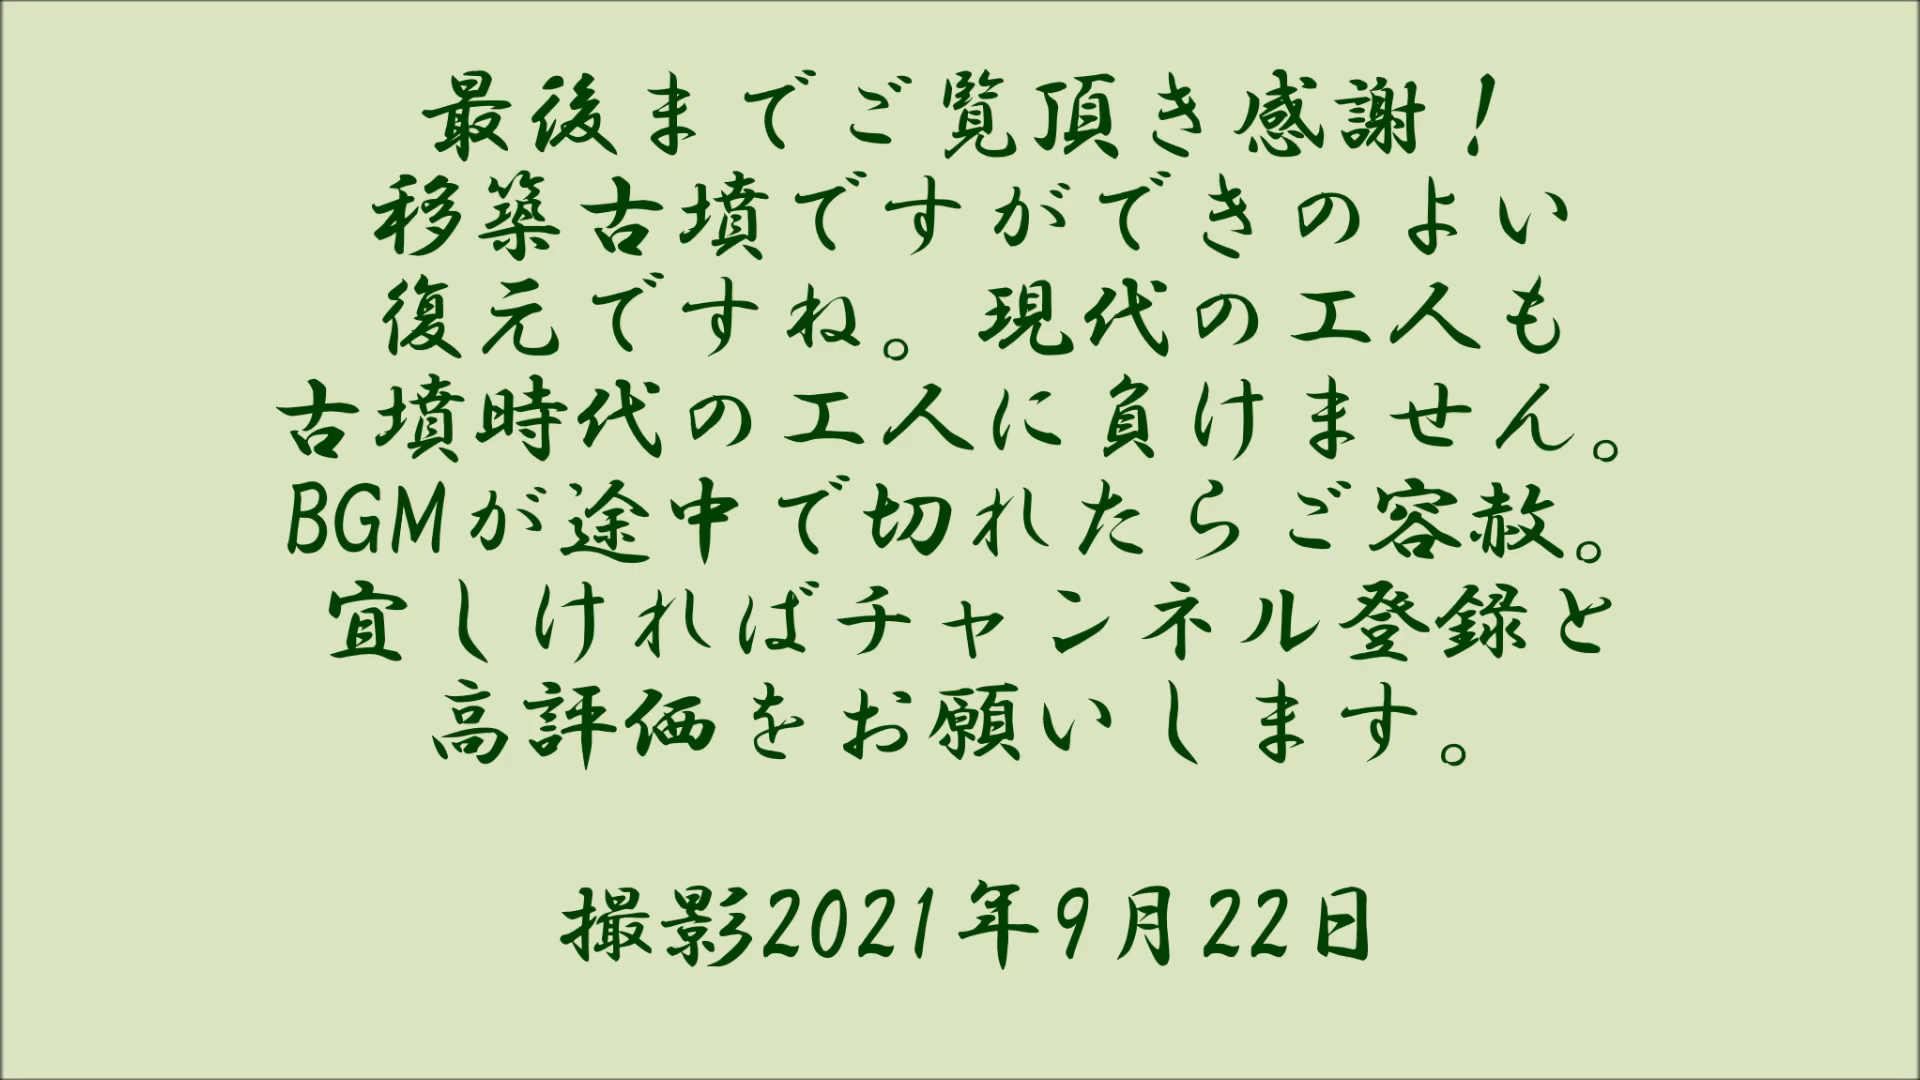 最後までご覧頂き感謝！
移築古墳ですができのよい
復元ですね。現代の工人も
古墳時代の工人に負けません。
BGMが途中で切れたらご容赦。
宜しければチャンネル登録と
高評価をお願いします。
撮影2021年9月22日